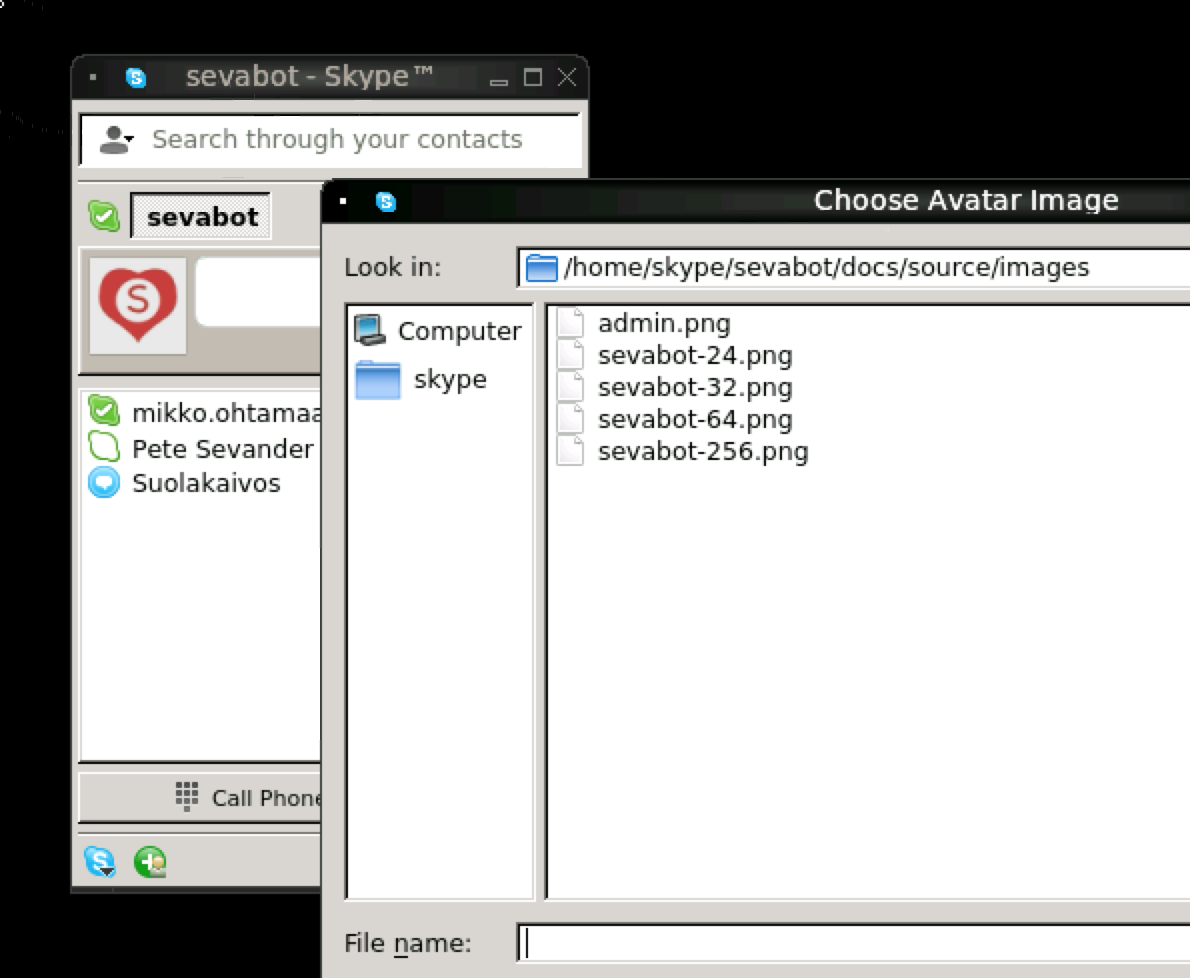 sevabot - Skype™
Search through your contacts
sevabot
S
mikko.ohtamaa
Pete Sevander
Suolakaivos
Call Phone
Choose Avatar Image
Look in:
/home/skype/sevabot/docs/source/images
Computer
skype
admin.png
sevabot-24.png
sevabot-32.png
sevabot-64.png
sevabot-256.png
File name: